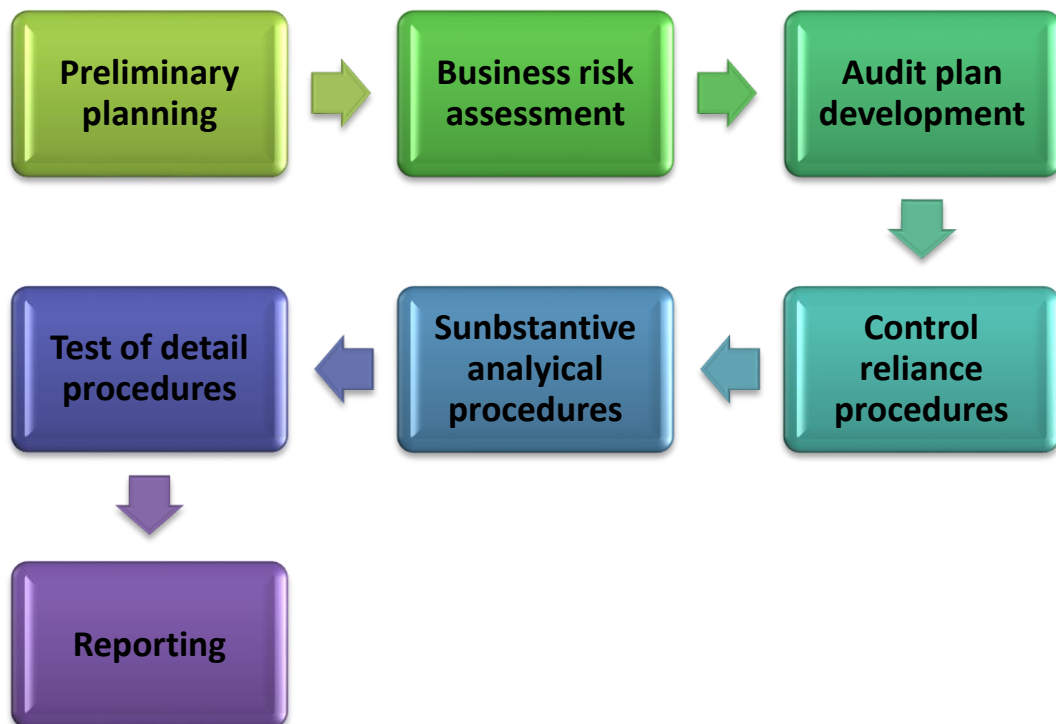 Preliminary
planning
Business risk
assessment
Audit plan
development
Control
reliance
procedures
Sunbstantive
analyical
procedures
Test of detail
procedures
Reporting